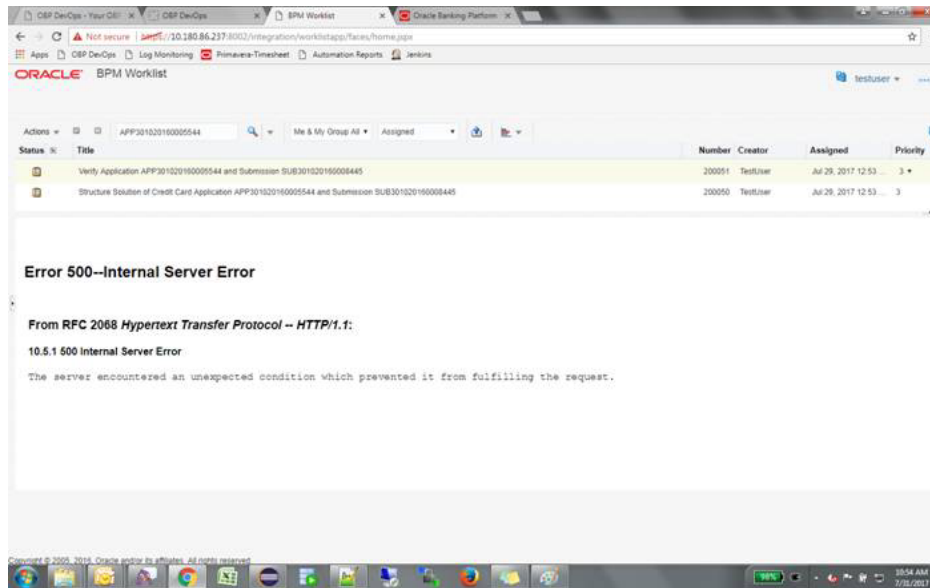 OBP DevOps - Your OBP
OBP DevOps
BPM Worklist
Oracle Banking Platform
Not secure | https://10.180.86.237:8002/integration/worklistapp/faces/home.jspx
Apps OBP DevOps Log Monitoring Primavera-Timesheet Automation Reports Jenkins
ORACLE BPM Worklist
testuser
Actions APP301020160005544 Me & My Group All Assigned
Status Title Number Creator Assigned Priority
Verify Application APP301020160005544 and Submission SUB301020160008445 200051 TestUser Jul 29, 2017 12:53 ... 3
Structure Solution of Credit Card Application APP301020160005544 and Submission SUB301020160008445 200050 TestUser Jul 29, 2017 12:53 ... 3
Error 500--Internal Server Error
From RFC 2068 Hypertext Transfer Protocol -- HTTP/1.1:
10.5.1 500 Internal Server Error
The server encountered an unexpected condition which prevented it from fulfilling the request.
Copyright © 2005, 2016, Oracle and/or its affiliates. All rights reserved.
98%
10:54 AM
7/31/2017